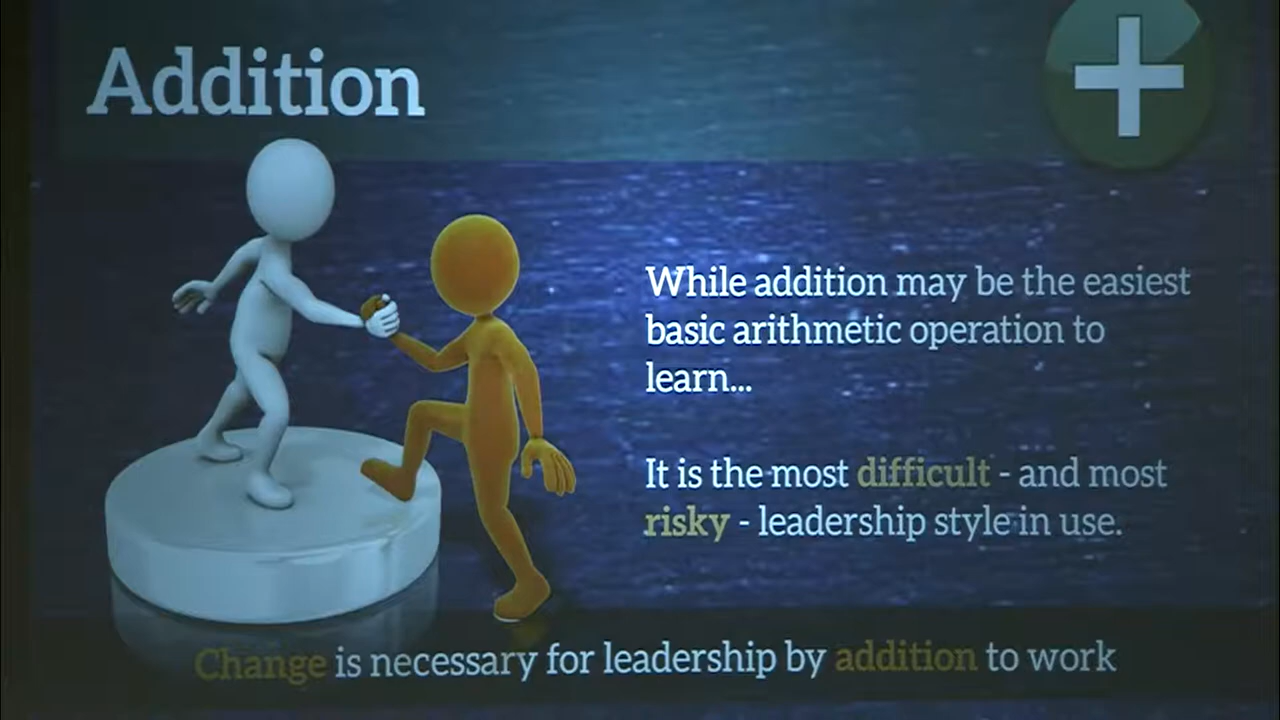 Addition
While addition may be the easiest
basic arithmetic operation to
learn...
It is the most difficult - and most
risky - leadership style in use.
Change is necessary for leadership by addition to work